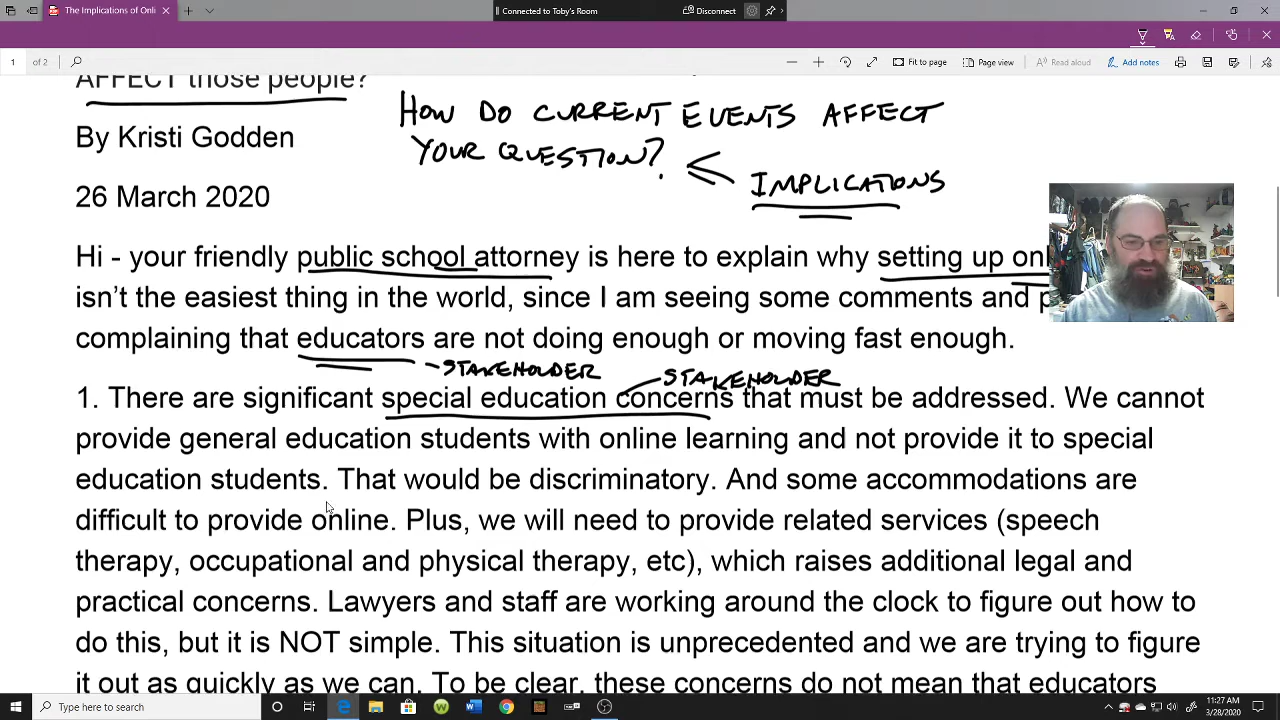 The Implications of Onli
Connected to Toby's Room
Disconnect
1 of 2
Fit to page
Page view
Read aloud
Add notes
AFFECT those people?
HOW DO CURRENT EVENTS AFFECT
YOUR QUESTION?
By Kristi Godden
IMPLICATIONS
26 March 2020
Hi - your friendly public school attorney is here to explain why setting up onl
isn't the easiest thing in the world, since I am seeing some comments and p
complaining that educators are not doing enough or moving fast enough.
- STAKEHOLDER
STAKEHOLDER
1. There are significant special education concerns that must be addressed. We cannot
provide general education students with online learning and not provide it to special
education students. That would be discriminatory. And some accommodations are
difficult to provide online. Plus, we will need to provide related services (speech
therapy, occupational and physical therapy, etc), which raises additional legal and
practical concerns. Lawyers and staff are working around the clock to figure out how to
do this, but it is NOT simple. This situation is unprecedented and we are trying to figure
it out as quickly as we can. To be clear, these concerns do not mean that educators
Type here to search
11:27 AM
3/28/2020